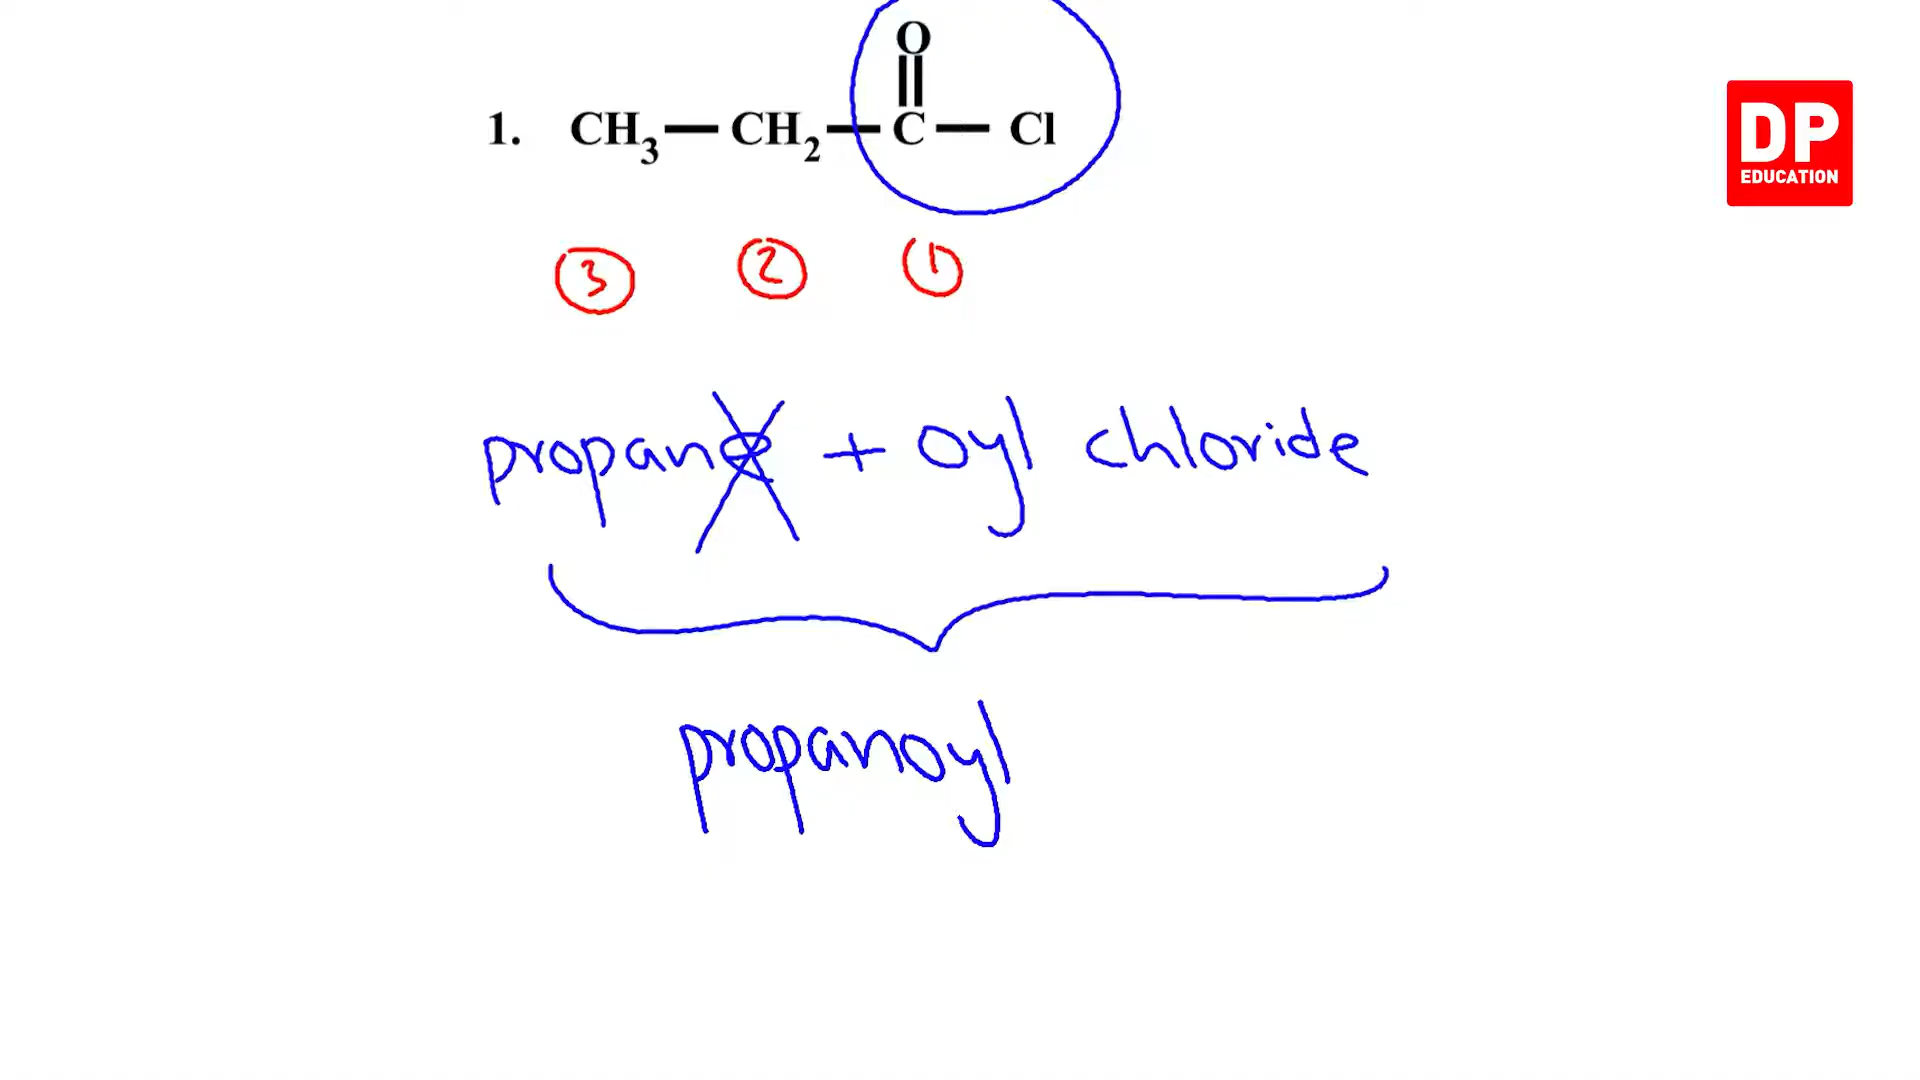 O
1. CH3 — CH2 — C — Cl
3 2 1
propane + oyl chloride
propanoyl
DP
EDUCATION